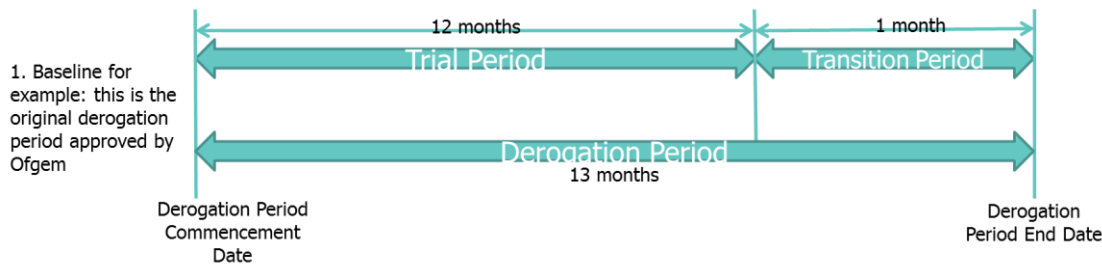 12 months
1 month
Trial Period
Transition Period
1. Baseline for
example: this is the
original derogation
period approved by
Ofgem
Derogation Period
13 months
Derogation Period
Commencement
Date
Derogation
Period End Date